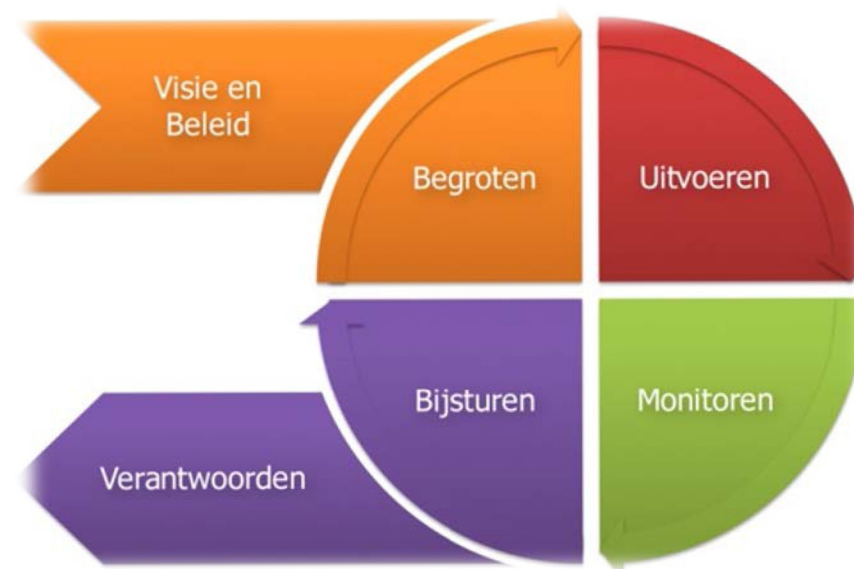 Visie en
Beleid
Begroten
Uitvoeren
Bijsturen
Monitoren
Verantwoorden